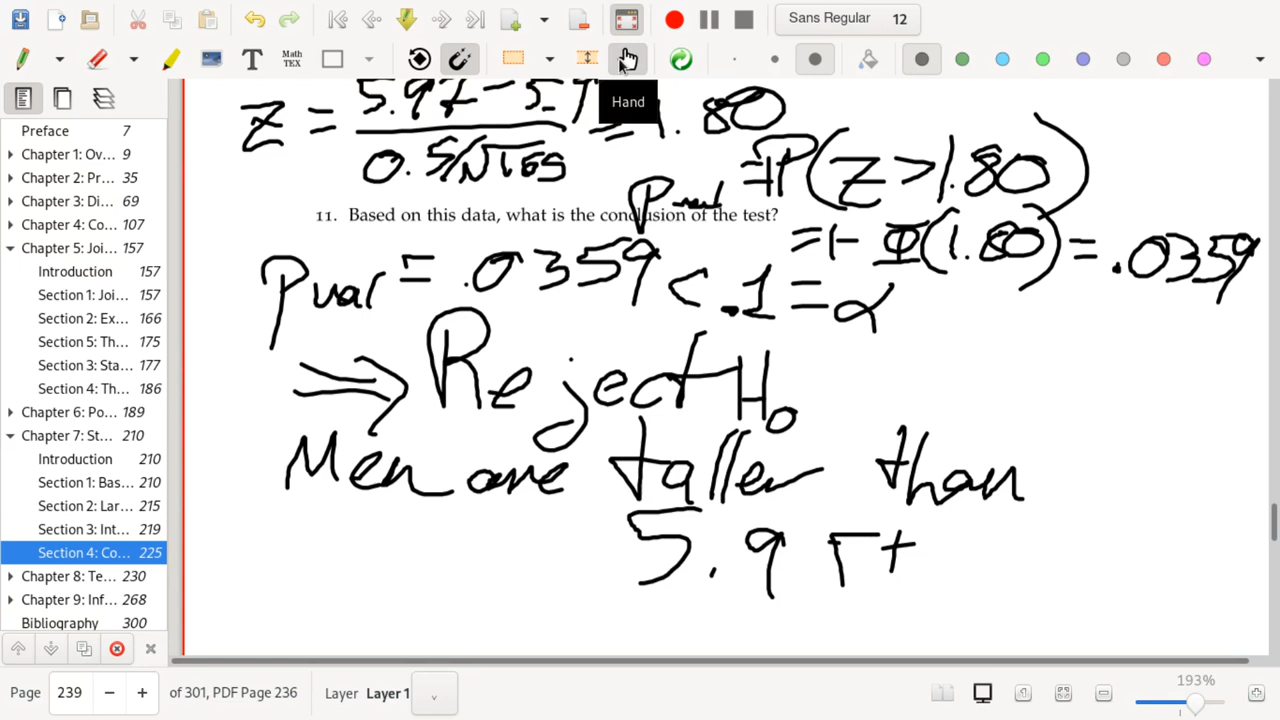 Sans Regular 12
T Math TEX
Hand
Preface 7
Chapter 1: Ov... 9
Chapter 2: Pr... 35
Chapter 3: Di... 69
Chapter 4: Co... 107
Chapter 5: Joi... 157
Introduction 157
Section 1: Joi... 157
Section 2: Ex... 166
Section 5: Th... 175
Section 3: Sta... 177
Section 4: Th... 186
Chapter 6: Po... 189
Chapter 7: St... 210
Introduction 210
Section 1: Bas... 210
Section 2: Lar... 215
Section 3: Int... 219
Section 4: Co... 225
Chapter 8: Te... 230
Chapter 9: Inf... 268
Bibliography 300
= 1.80
0.5/√165
Pval = P(Z > 1.80)
11. Based on this data, what is the conclusion of the test?
= 1 - Φ(1.80) = .0359
Pval = .0359 < .1 = α
⇒ Reject H0
Men are taller than
5.9 ft
Page 239 of 301, PDF Page 236 Layer Layer 1
193%